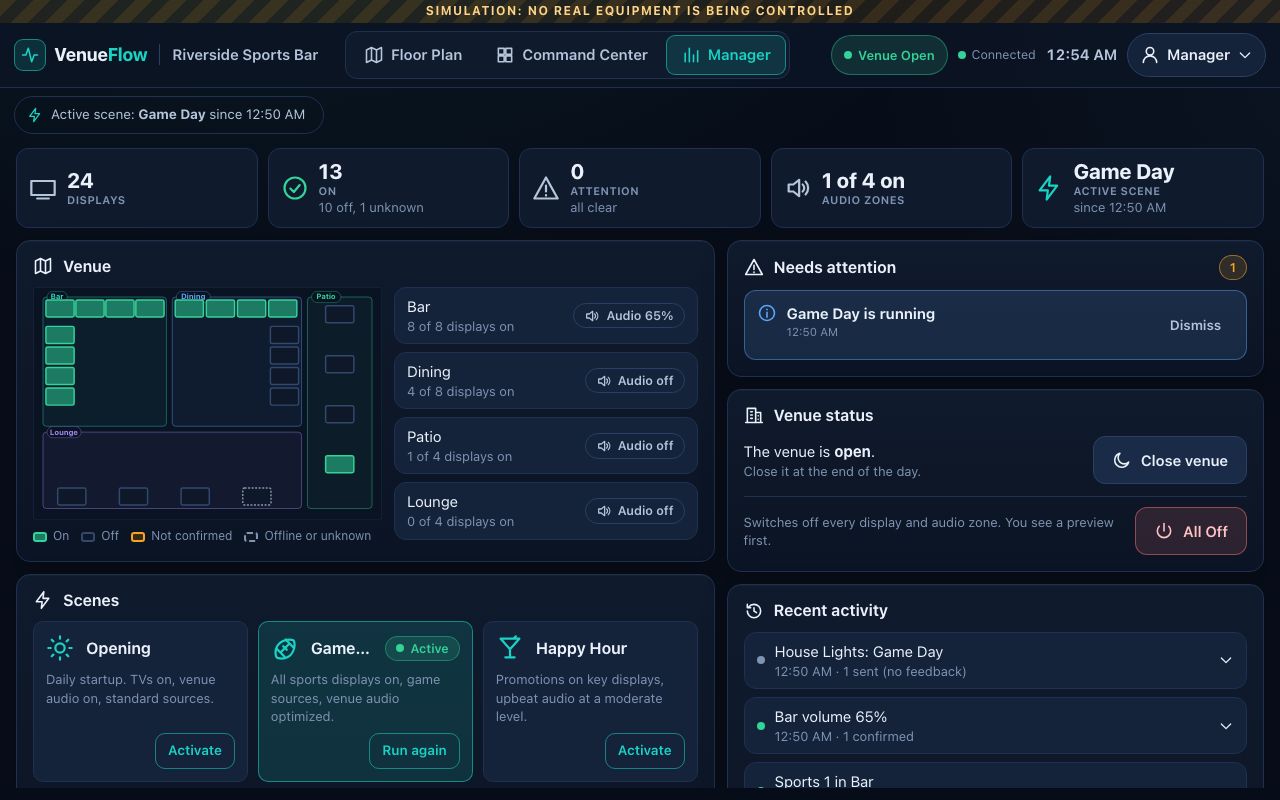 SIMULATION: NO REAL EQUIPMENT IS BEING CONTROLLED
VenueFlow
Riverside Sports Bar
Floor Plan
Command Center
Manager
Venue Open
Connected
12:54 AM
Manager
Active scene: Game Day since 12:50 AM
24
DISPLAYS
13
ON
10 off, 1 unknown
0
ATTENTION
all clear
1 of 4 on
AUDIO ZONES
Game Day
ACTIVE SCENE
since 12:50 AM
Venue
Bar
Dining
Patio
Lounge
On
Off
Not confirmed
Offline or unknown
Bar
8 of 8 displays on
Audio 65%
Dining
4 of 8 displays on
Audio off
Patio
1 of 4 displays on
Audio off
Lounge
0 of 4 displays on
Audio off
Needs attention
1
Game Day is running
12:50 AM
Dismiss
Venue status
The venue is open.
Close it at the end of the day.
Close venue
Switches off every display and audio zone. You see a preview
first.
All Off
Scenes
Opening
Daily startup. TVs on, venue
audio on, standard sources.
Activate
Game...
Active
All sports displays on, game
sources, venue audio
optimized.
Run again
Happy Hour
Promotions on key displays,
upbeat audio at a moderate
level.
Activate
Recent activity
House Lights: Game Day
12:50 AM · 1 sent (no feedback)
Bar volume 65%
12:50 AM · 1 confirmed
Sports 1 in Bar